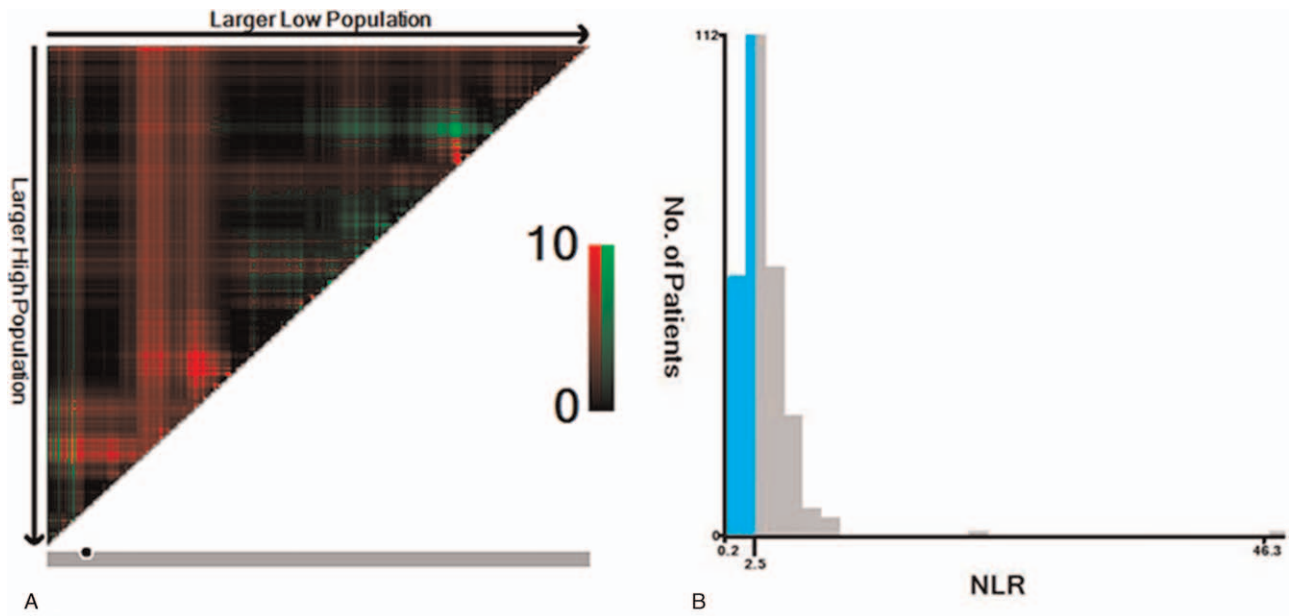 Larger Low Population
Larger High Population
10
0
A
112
0
No. of Patients
0.2
2.5
46.3
NLR
B